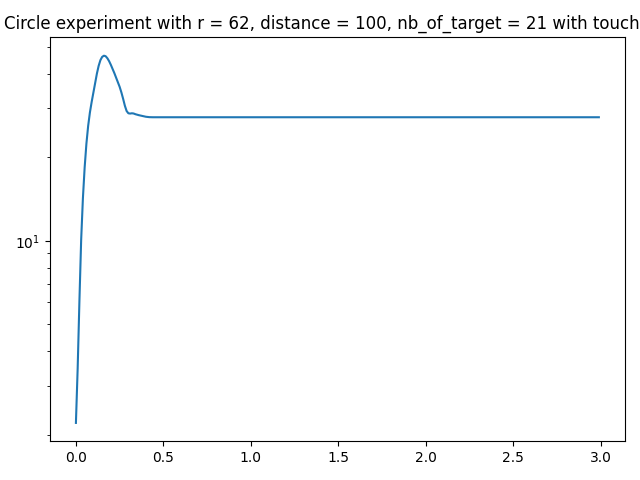 Circle experiment with r = 62, distance = 100, nb_of_target = 21 with touch
10¹
0.0 0.5 1.0 1.5 2.0 2.5 3.0